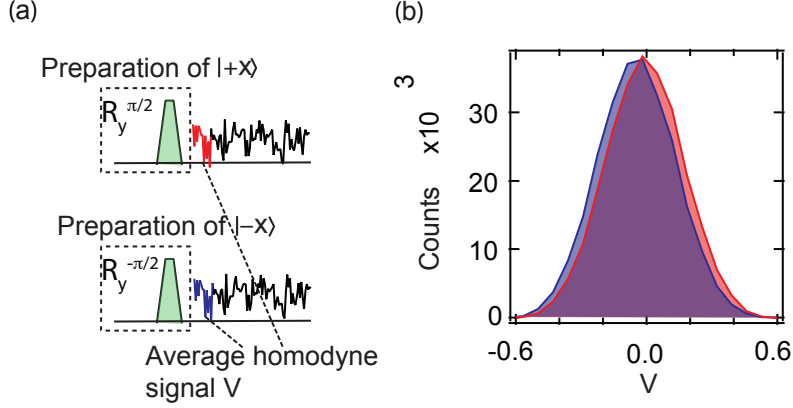 (a)
Preparation of |+x⟩
R_y^π/2
Preparation of |−x⟩
R_y^-π/2
Average homodyne
signal V
(b)
Counts x10 3
30
20
10
0
-0.6
0.0
0.6
V